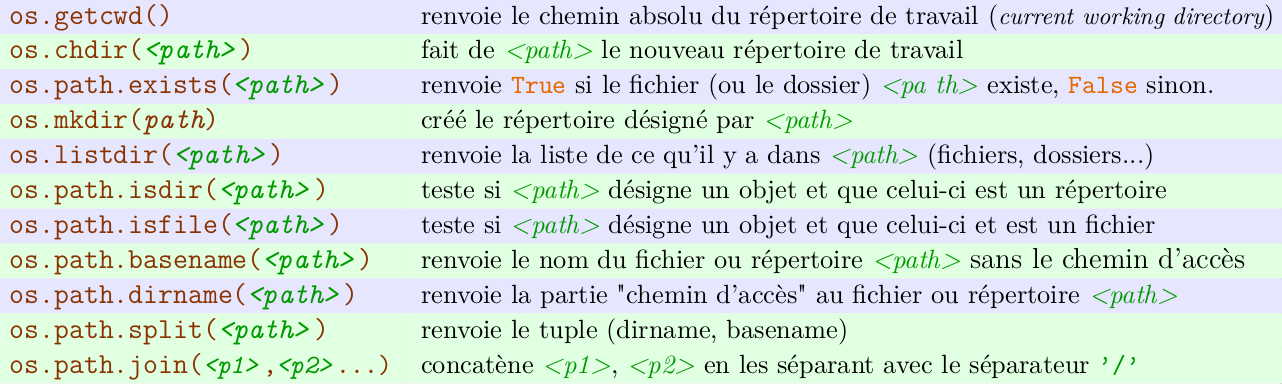 os.getcwd() renvoie le chemin absolu du répertoire de travail (current working directory)
os.chdir(<path>) fait de <path> le nouveau répertoire de travail
os.path.exists(<path>) renvoie True si le fichier (ou le dossier) <pa th> existe, False sinon.
os.mkdir(path) créé le répertoire désigné par <path>
os.listdir(<path>) renvoie la liste de ce qu'il y a dans <path> (fichiers, dossiers...)
os.path.isdir(<path>) teste si <path> désigne un objet et que celui-ci est un répertoire
os.path.isfile(<path>) teste si <path> désigne un objet et que celui-ci et est un fichier
os.path.basename(<path>) renvoie le nom du fichier ou répertoire <path> sans le chemin d'accès
os.path.dirname(<path>) renvoie la partie "chemin d'accès" au fichier ou répertoire <path>
os.path.split(<path>) renvoie le tuple (dirname, basename)
os.path.join(<p1>,<p2>...) concatène <p1>, <p2> en les séparant avec le séparateur '/'